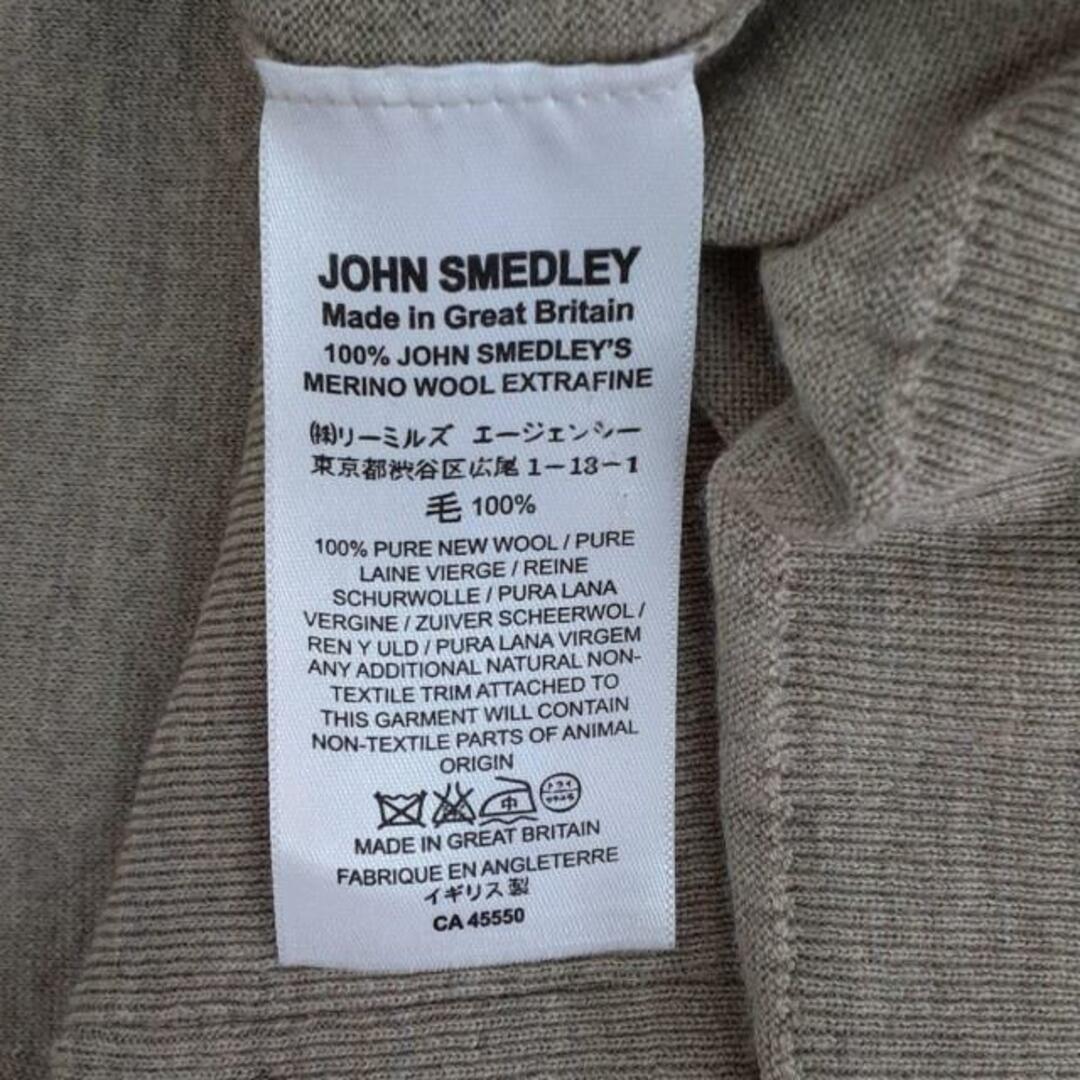 JOHN SMEDLEY
Made in Great Britain
100% JOHN SMEDLEY'S
MERINO WOOL EXTRAFINE
㈱リーミルズ エージェンシー
東京都渋谷区広尾1-13-1
毛 100%
100% PURE NEW WOOL / PURE
LAINE VIERGE / REINE
SCHURWOLLE / PURA LANA
VERGINE / ZUIVER SCHEERWOL /
REN Y ULD / PURA LANA VIRGEM
ANY ADDITIONAL NATURAL NON-
TEXTILE TRIM ATTACHED TO
THIS GARMENT WILL CONTAIN
NON-TEXTILE PARTS OF ANIMAL
ORIGIN
中 ドライ
MADE IN GREAT BRITAIN
FABRIQUE EN ANGLETERRE
イギリス製
CA 45550